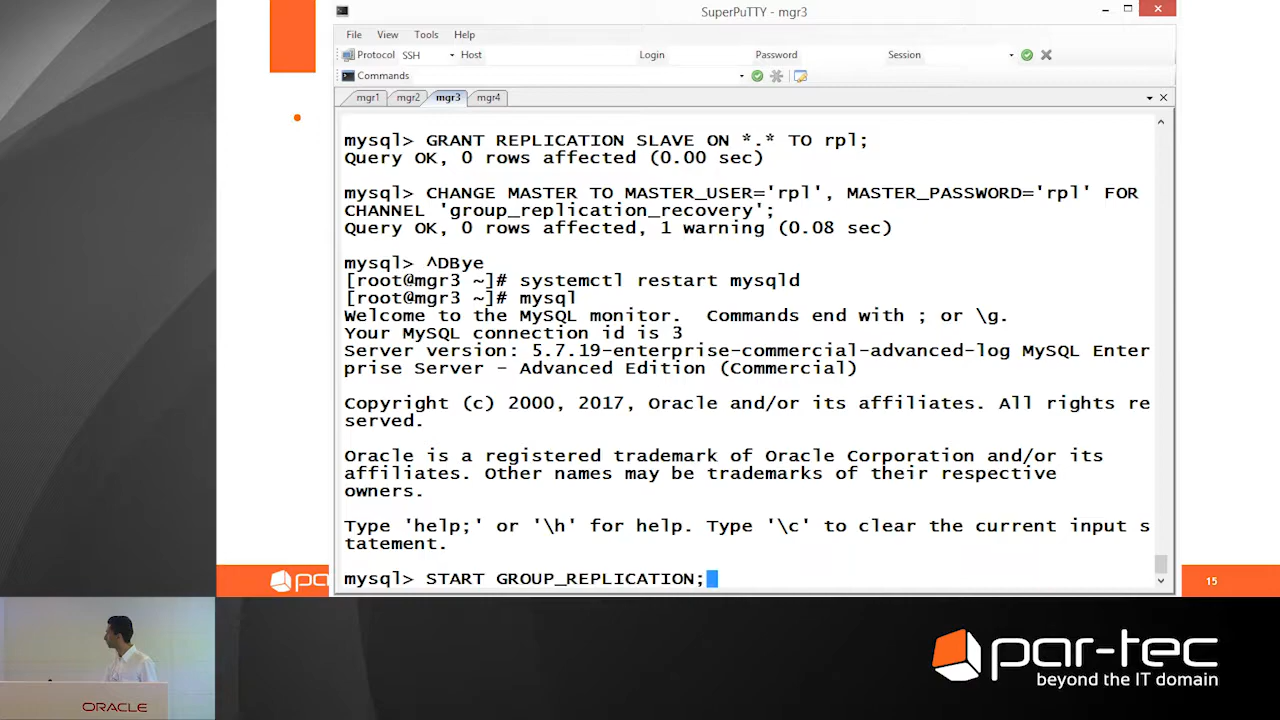 SuperPuTTY - mgr3
File View Tools Help
Protocol SSH Host Login Password Session
Commands
mgr1 mgr2 mgr3 mgr4
mysql> GRANT REPLICATION SLAVE ON *.* TO rpl;
Query OK, 0 rows affected (0.00 sec)
mysql> CHANGE MASTER TO MASTER_USER='rpl', MASTER_PASSWORD='rpl' FOR
CHANNEL 'group_replication_recovery';
Query OK, 0 rows affected, 1 warning (0.08 sec)
mysql> ^DBye
[root@mgr3 ~]# systemctl restart mysqld
[root@mgr3 ~]# mysql
Welcome to the MySQL monitor.  Commands end with ; or \g.
Your MySQL connection id is 3
Server version: 5.7.19-enterprise-commercial-advanced-log MySQL Enter
prise Server - Advanced Edition (Commercial)
Copyright (c) 2000, 2017, Oracle and/or its affiliates. All rights re
served.
Oracle is a registered trademark of Oracle Corporation and/or its
affiliates. Other names may be trademarks of their respective
owners.
Type 'help;' or '\h' for help. Type '\c' to clear the current input s
tatement.
mysql> START GROUP_REPLICATION;
par
15
par-tec
beyond the IT domain
ORACLE